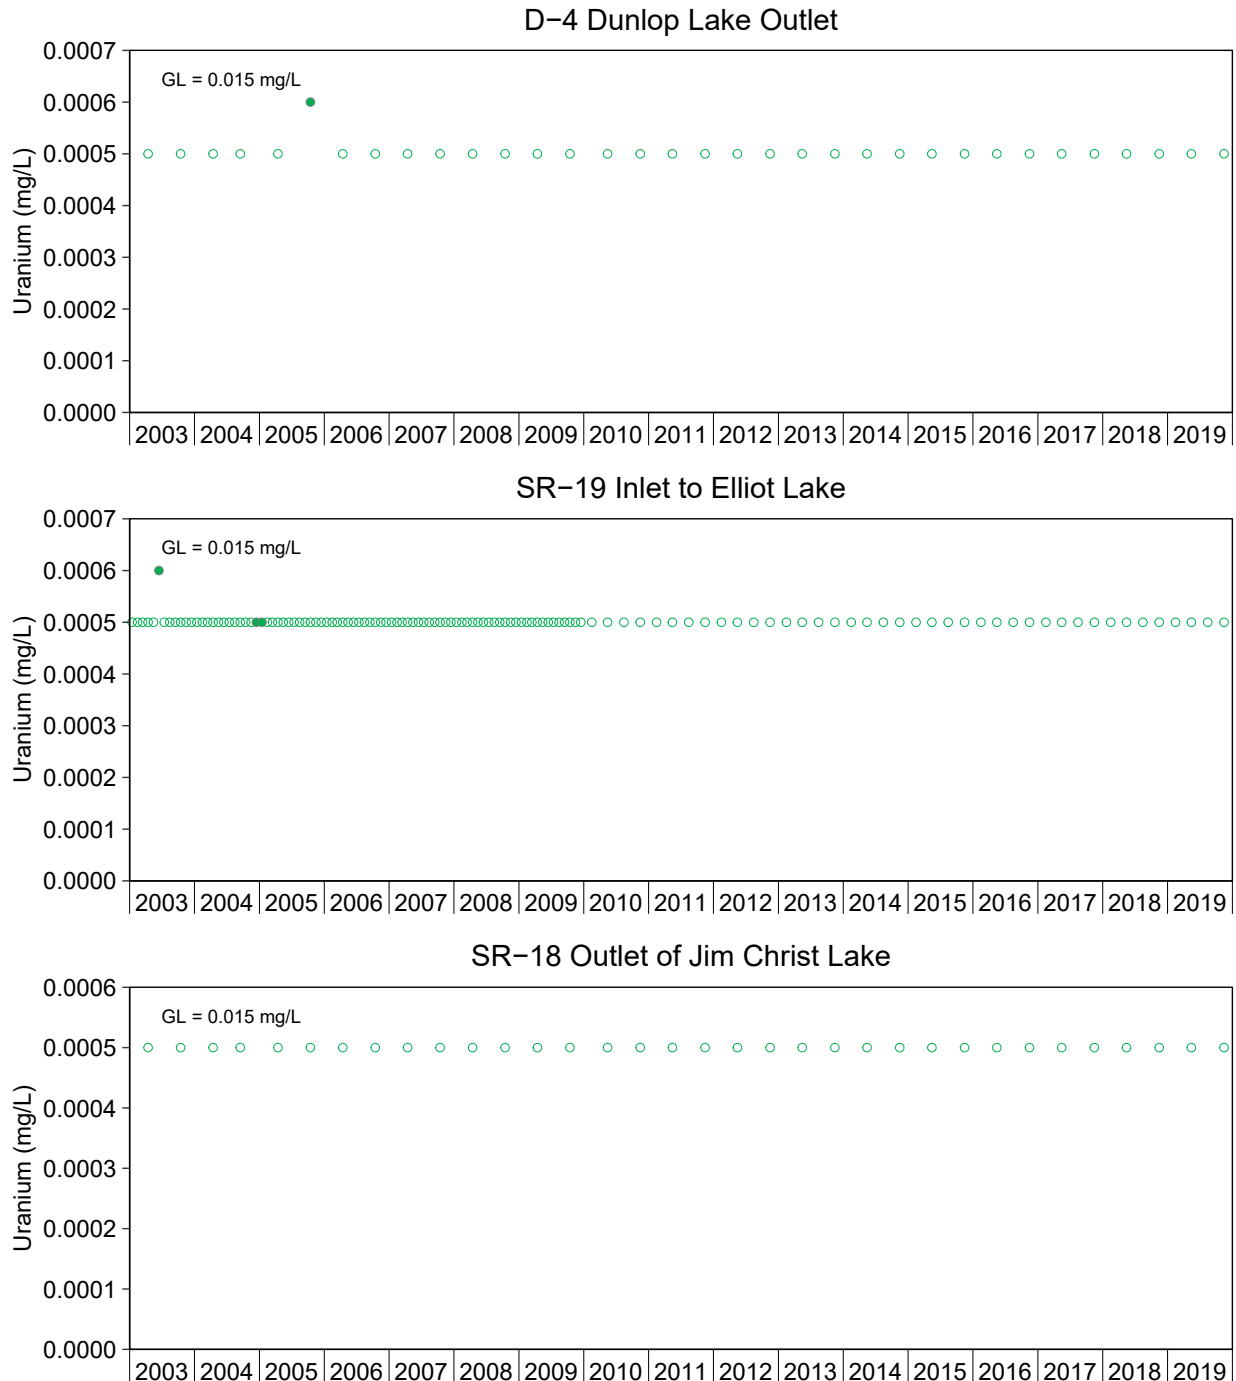 D−4 Dunlop Lake Outlet
0.0007
GL = 0.015 mg/L
0.0006
0.0005
0.0004
Uranium (mg/L)
0.0003
0.0002
0.0001
0.0000
2003 2004 2005 2006 2007 2008 2009 2010 2011 2012 2013 2014 2015 2016 2017 2018 2019
SR−19 Inlet to Elliot Lake
0.0007
GL = 0.015 mg/L
0.0006
0.0005
0.0004
Uranium (mg/L)
0.0003
0.0002
0.0001
0.0000
2003 2004 2005 2006 2007 2008 2009 2010 2011 2012 2013 2014 2015 2016 2017 2018 2019
SR−18 Outlet of Jim Christ Lake
0.0006
GL = 0.015 mg/L
0.0005
0.0004
Uranium (mg/L)
0.0003
0.0002
0.0001
0.0000
2003 2004 2005 2006 2007 2008 2009 2010 2011 2012 2013 2014 2015 2016 2017 2018 2019